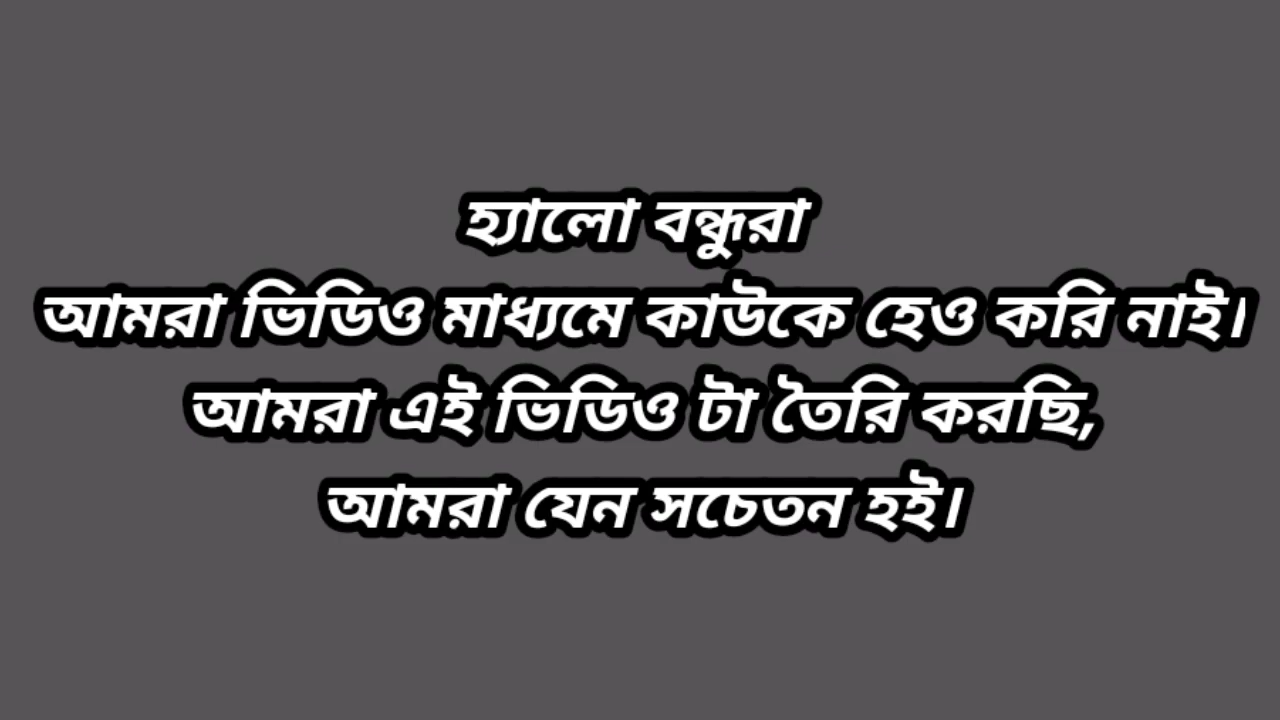 হ্যালো বন্ধুরা
আমরা ভিডিও মাধ্যমে কাউকে হেও করি নাই।
আমরা এই ভিডিও টা তৈরি করছি,
আমরা যেন সচেতন হই।